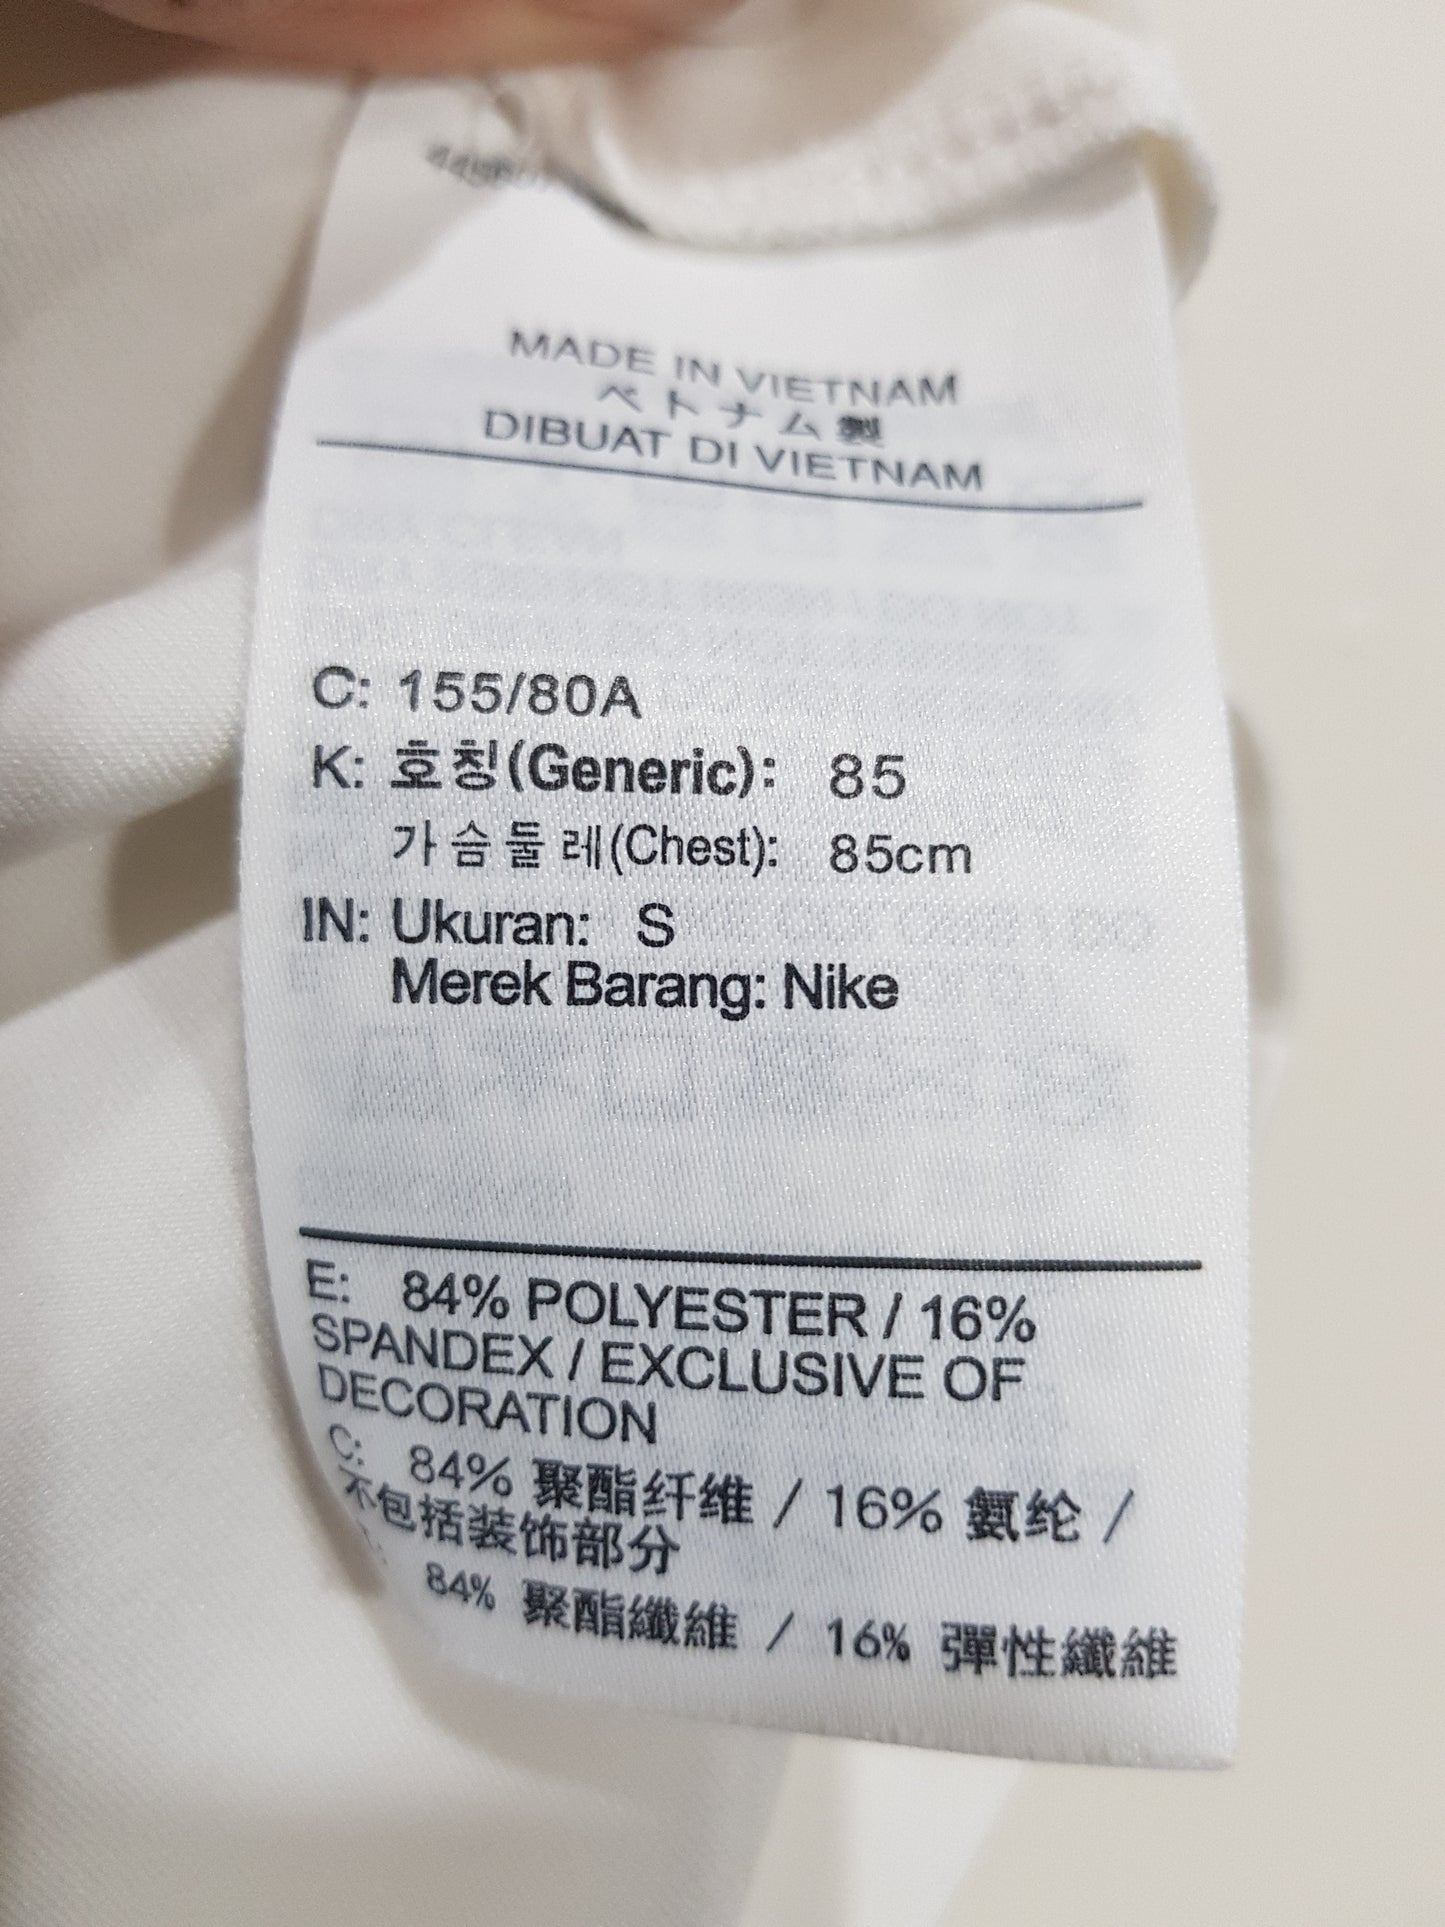 MADE IN VIETNAM
ベトナム製
DIBUAT DI VIETNAM
C: 155/80A
K: 호칭(Generic): 85
가슴둘레(Chest): 85cm
IN: Ukuran: S
Merek Barang: Nike
E: 84% POLYESTER / 16%
SPANDEX / EXCLUSIVE OF
DECORATION
C: 84% 聚酯纤维 / 16% 氨纶 /
不包括装饰部分
84% 聚酯纖維 / 16% 彈性纖維